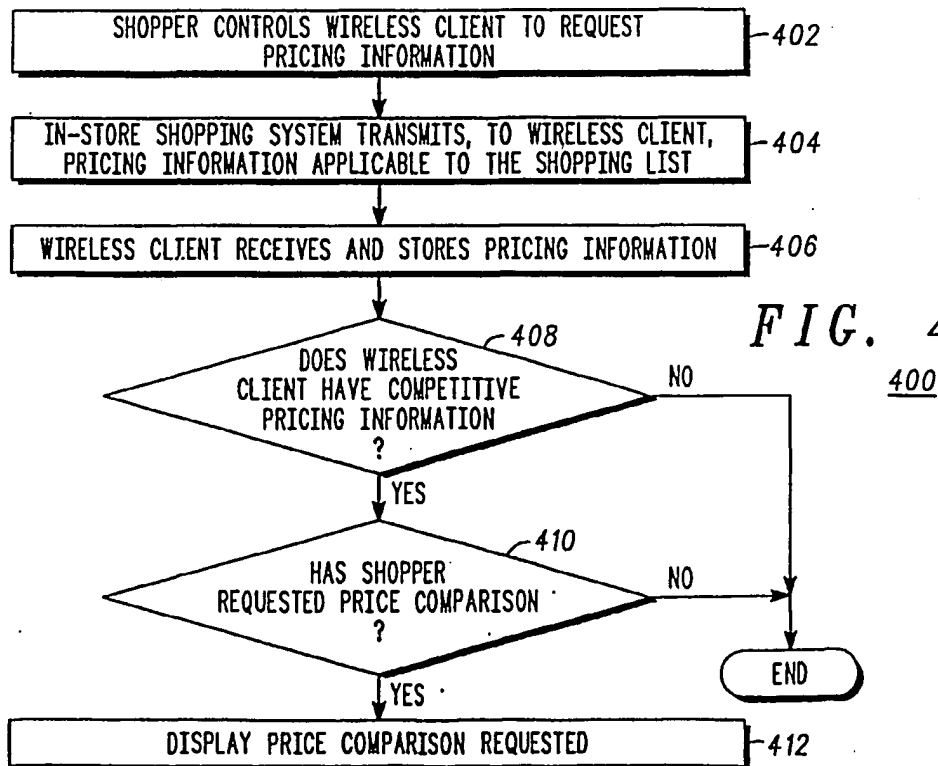 SHOPPER CONTROLS WIRELESS CLIENT TO REQUEST
PRICING INFORMATION
402
IN-STORE SHOPPING SYSTEM TRANSMITS, TO WIRELESS CLIENT,
PRICING INFORMATION APPLICABLE TO THE SHOPPING LIST
404
WIRELESS CLIENT RECEIVES AND STORES PRICING INFORMATION
406
FIG. 4
400
408
DOES WIRELESS
CLIENT HAVE COMPETITIVE
PRICING INFORMATION
?
NO
YES
410
HAS SHOPPER
REQUESTED PRICE COMPARISON
?
NO
YES
END
DISPLAY PRICE COMPARISON REQUESTED
412